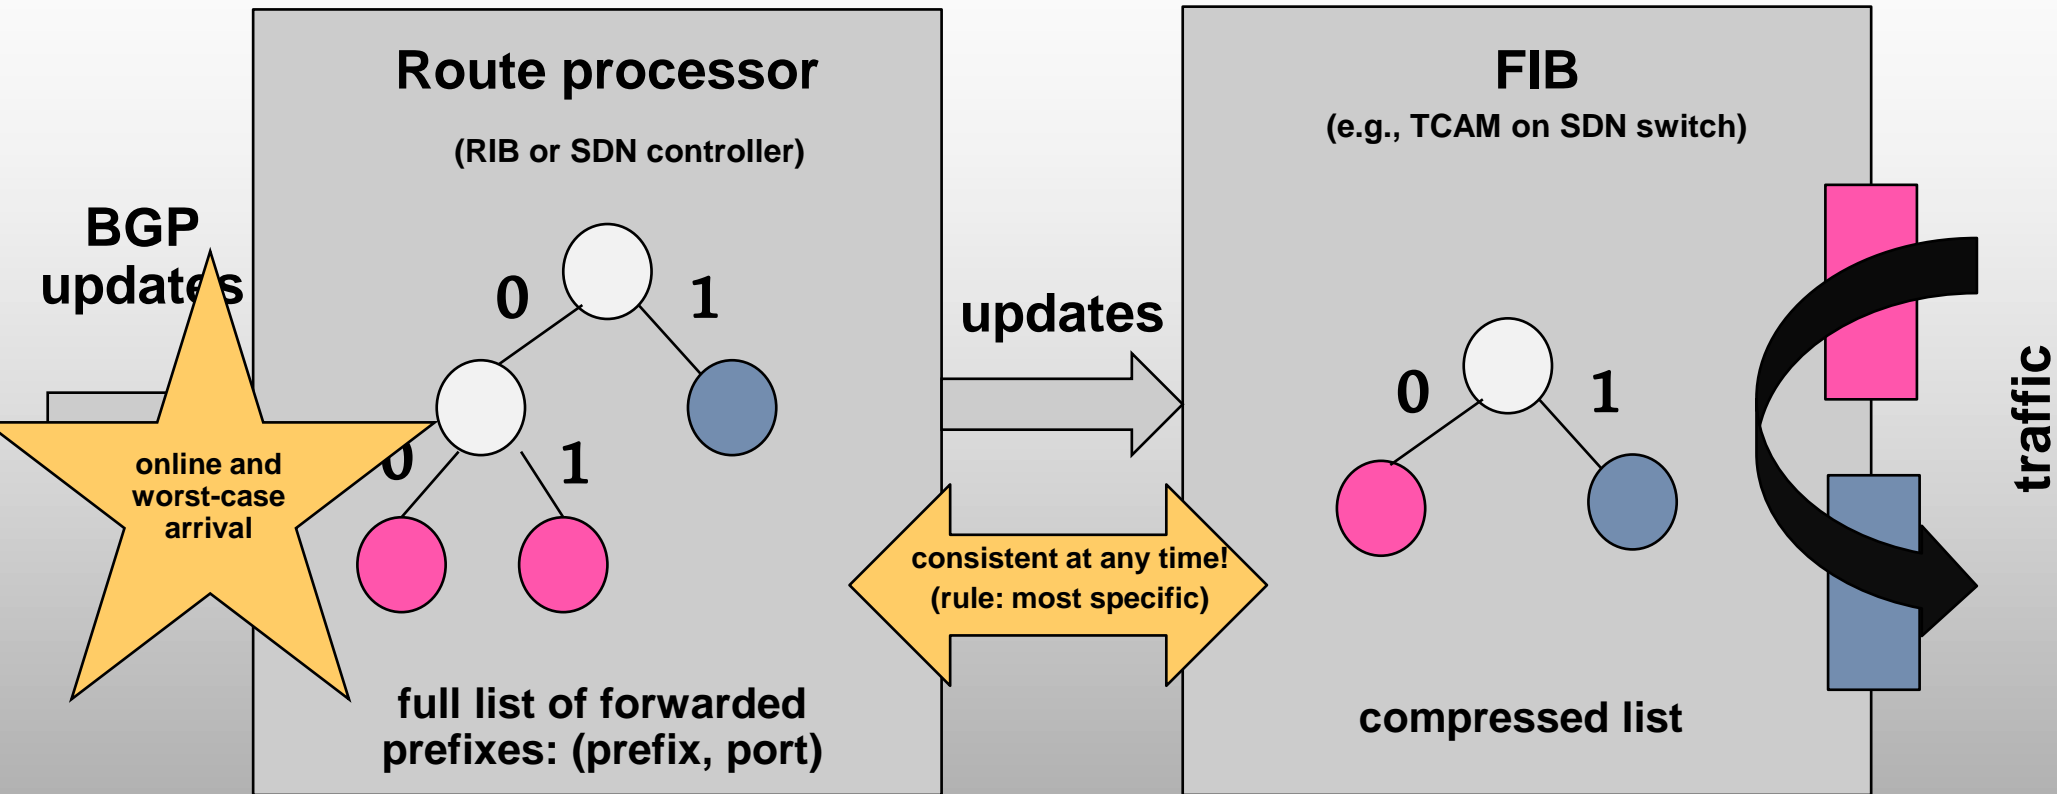 Route processor
(RIB or SDN controller)
FIB
(e.g., TCAM on SDN switch)
BGP
updates
0
1
0
1
updates
0
1
traffic
online and
worst-case
arrival
consistent at any time!
(rule: most specific)
full list of forwarded
prefixes: (prefix, port)
compressed list